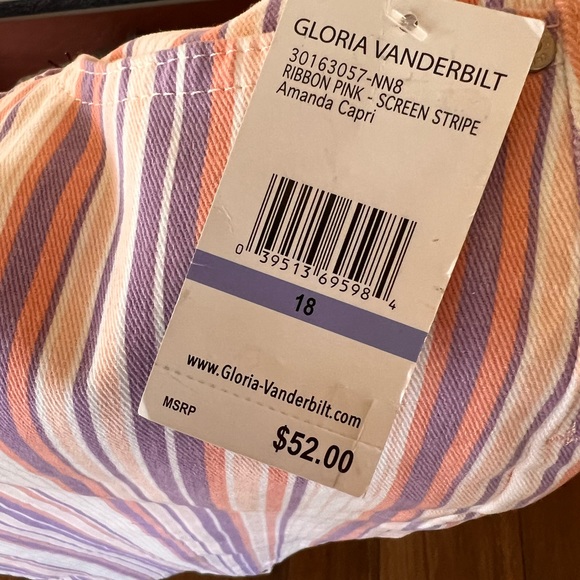 GLORIA VANDERBILT
30163057-NN8
RIBBON PINK - SCREEN STRIPE
Amanda Capri
0 39513 69598 4
18
www.Gloria-Vanderbilt.com
MSRP
$52.00